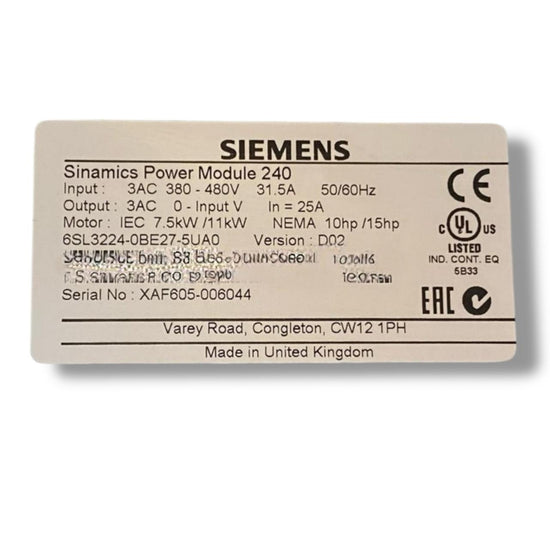 SIEMENS
Sinamics Power Module 240
Input : 3AC 380 - 480V 31.5A 50/60Hz
Output : 3AC 0 - Input V In = 25A
Motor : IEC 7.5kW /11kW NEMA 10hp /15hp
6SL3224-0BE27-5UA0 Version : D02
Serial No : XAF605-006044
CE
C UL US
LISTED
IND. CONT. EQ
5B33
EAC
Varey Road, Congleton, CW12 1PH
Made in United Kingdom